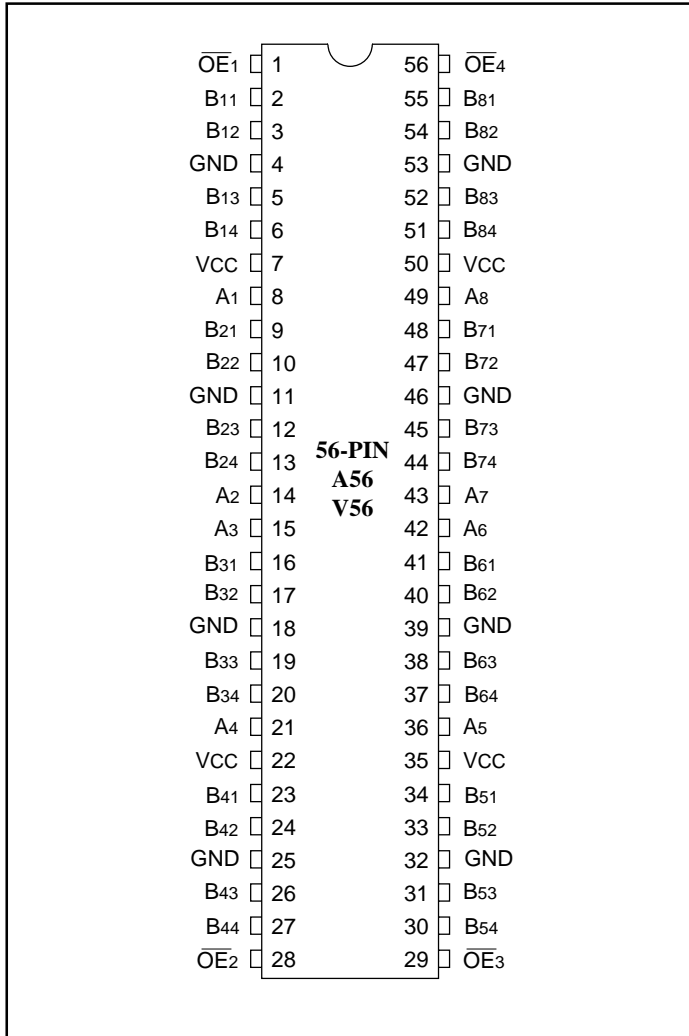 O̅E̅1 1 56 O̅E̅4
B11 2 55 B81
B12 3 54 B82
GND 4 53 GND
B13 5 52 B83
B14 6 51 B84
VCC 7 50 VCC
A1 8 49 A8
B21 9 48 B71
B22 10 47 B72
GND 11 46 GND
B23 12 45 B73
B24 13 56-PIN 44 B74
A2 14 A56 43 A7
A3 15 V56 42 A6
B31 16 41 B61
B32 17 40 B62
GND 18 39 GND
B33 19 38 B63
B34 20 37 B64
A4 21 36 A5
VCC 22 35 VCC
B41 23 34 B51
B42 24 33 B52
GND 25 32 GND
B43 26 31 B53
B44 27 30 B54
O̅E̅2 28 29 O̅E̅3